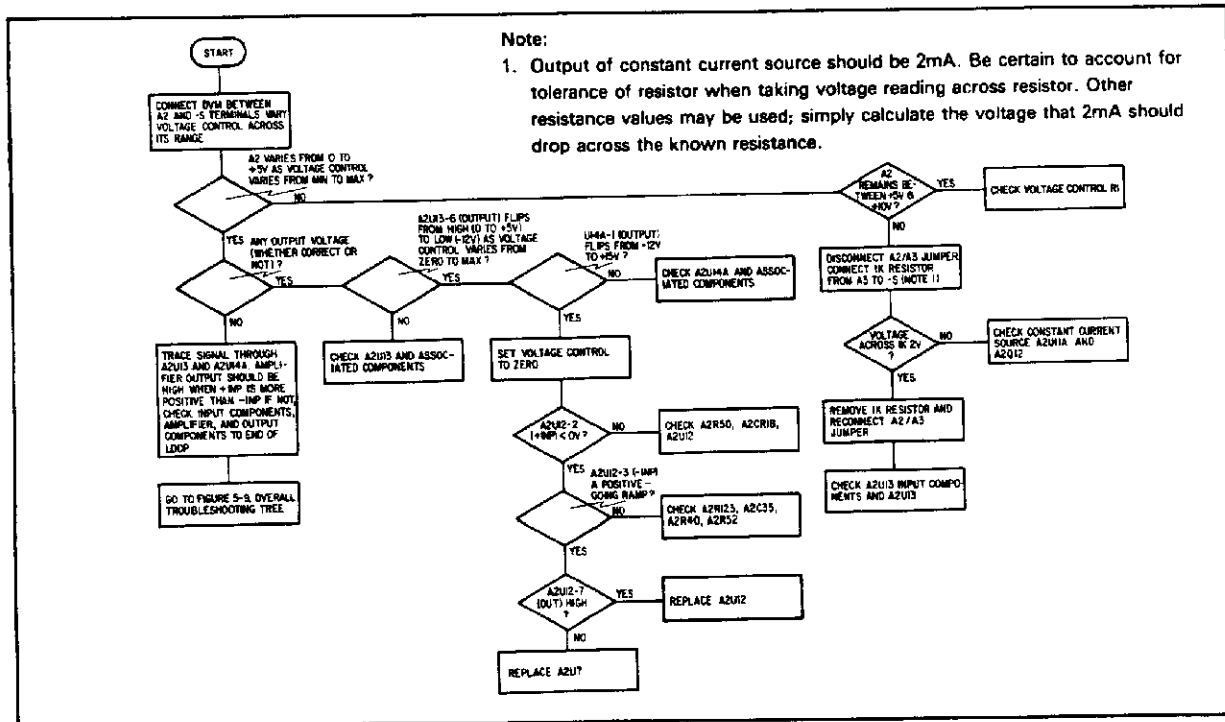 Note:
1. Output of constant current source should be 2mA. Be certain to account for
tolerance of resistor when taking voltage reading across resistor. Other
resistance values may be used; simply calculate the voltage that 2mA should
drop across the known resistance.
START
CONNECT DVM BETWEEN
A2 AND -S TERMINALS VARY
VOLTAGE CONTROL ACROSS
ITS RANGE
A2 VARIES FROM 0 TO
+5V AS VOLTAGE CONTROL
VARIES FROM MIN TO MAX ?
NO
YES
A2
REMAINS BE-
TWEEN +5V &
+10V ?
YES
CHECK VOLTAGE CONTROL R1
NO
ANY OUTPUT VOLTAGE
(WHETHER CORRECT OR
NOT) ?
YES
NO
A2U13-6 (OUTPUT) FLIPS
FROM HIGH (0 TO +5V)
TO LOW (-12V) AS VOLTAGE
CONTROL VARIES FROM
ZERO TO MAX ?
YES
NO
U14A-1 (OUTPUT)
FLIPS FROM -12V
TO +15V ?
NO
CHECK A2U14A AND ASSOC-
IATED COMPONENTS
YES
DISCONNECT A2/A3 JUMPER
CONNECT 1K RESISTOR
FROM A3 TO -S (NOTE 1)
VOLTAGE
ACROSS 1K 2V
?
NO
CHECK CONSTANT CURRENT
SOURCE A2U11A AND
A2Q12
YES
REMOVE 1K RESISTOR AND
RECONNECT A2/A3
JUMPER
CHECK A2U13 INPUT COMPO-
NENTS AND A2U13
TRACE SIGNAL THROUGH
A2U13 AND A2U14A. AMPLI-
FIER OUTPUT SHOULD BE
HIGH WHEN +INP IS MORE
POSITIVE THAN -INP IF NOT,
CHECK INPUT COMPONENTS,
AMPLIFIER, AND OUTPUT
COMPONENTS TO END OF
LOOP
GO TO FIGURE 5-9, OVERALL
TROUBLESHOOTING TREE
CHECK A2U13 AND ASSOC-
IATED COMPONENTS
SET VOLTAGE CONTROL
TO ZERO
A2U12-2
(+INP) < 0V ?
NO
CHECK A2R50, A2CR18,
A2U12
YES
A2U12-3 (-INP)
A POSITIVE -
GOING RAMP?
NO
CHECK A2R123, A2C35,
A2R40, A2R52
YES
A2U12-7
(OUT) HIGH
?
YES
REPLACE A2U12
NO
REPLACE A2U?